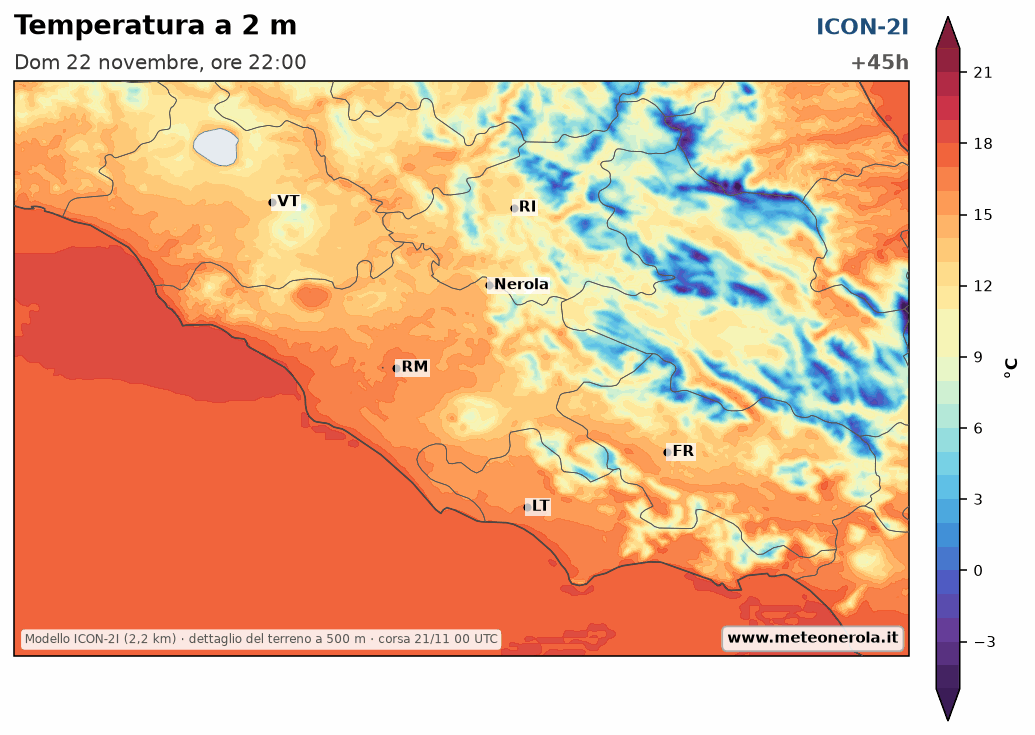 Temperatura a 2 m
ICON-2I
Dom 22 novembre, ore 22:00
+45h
21
18
15
12
9
6
3
0
−3
°C
VT
RI
Nerola
RM
FR
LT
Modello ICON-2I (2,2 km) · dettaglio del terreno a 500 m · corsa 21/11 00 UTC
www.meteonerola.it